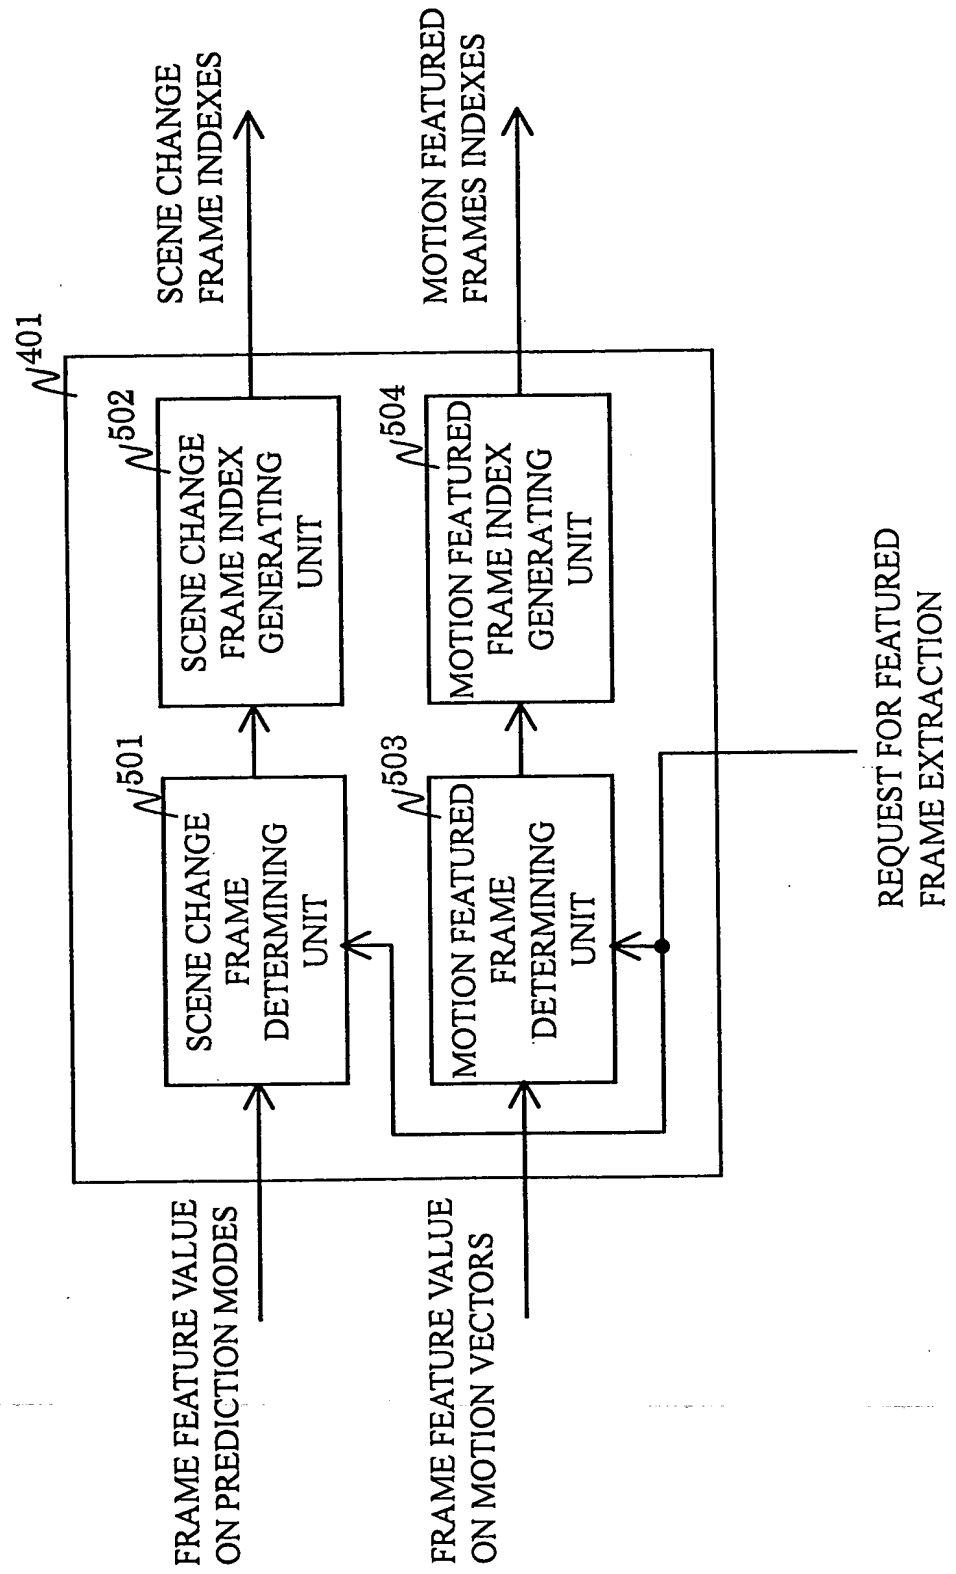 401
FRAME FEATURE VALUE
ON PREDICTION MODES
501
SCENE CHANGE
FRAME
DETERMINING
UNIT
502
SCENE CHANGE
FRAME INDEX
GENERATING
UNIT
SCENE CHANGE
FRAME INDEXES
FRAME FEATURE VALUE
ON MOTION VECTORS
503
MOTION FEATURED
FRAME
DETERMINING
UNIT
504
MOTION FEATURED
FRAME INDEX
GENERATING
UNIT
MOTION FEATURED
FRAMES INDEXES
REQUEST FOR FEATURED
FRAME EXTRACTION